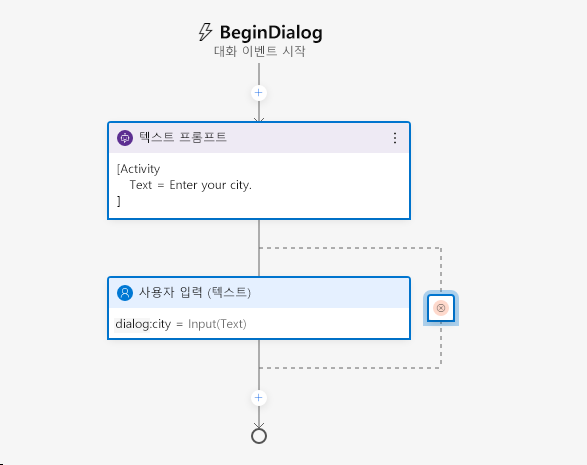 BeginDialog
대화 이벤트 시작
텍스트 프롬프트
[Activity
Text = Enter your city.
]
사용자 입력 (텍스트)
dialog:city = Input(Text)